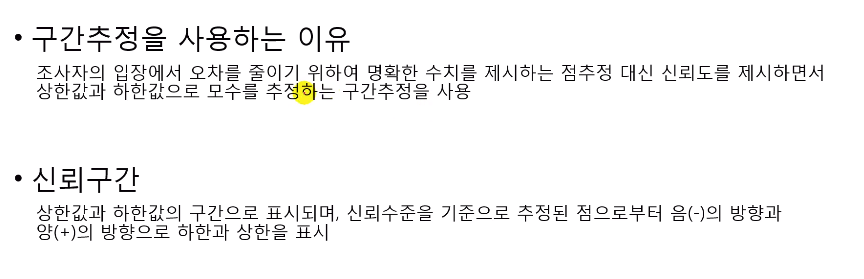 • 구간추정을 사용하는 이유
조사자의 입장에서 오차를 줄이기 위하여 명확한 수치를 제시하는 점추정 대신 신뢰도를 제시하면서
상한값과 하한값으로 모수를 추정하는 구간추정을 사용
• 신뢰구간
상한값과 하한값의 구간으로 표시되며, 신뢰수준을 기준으로 추정된 점으로부터 음(-)의 방향과
양(+)의 방향으로 하한과 상한을 표시